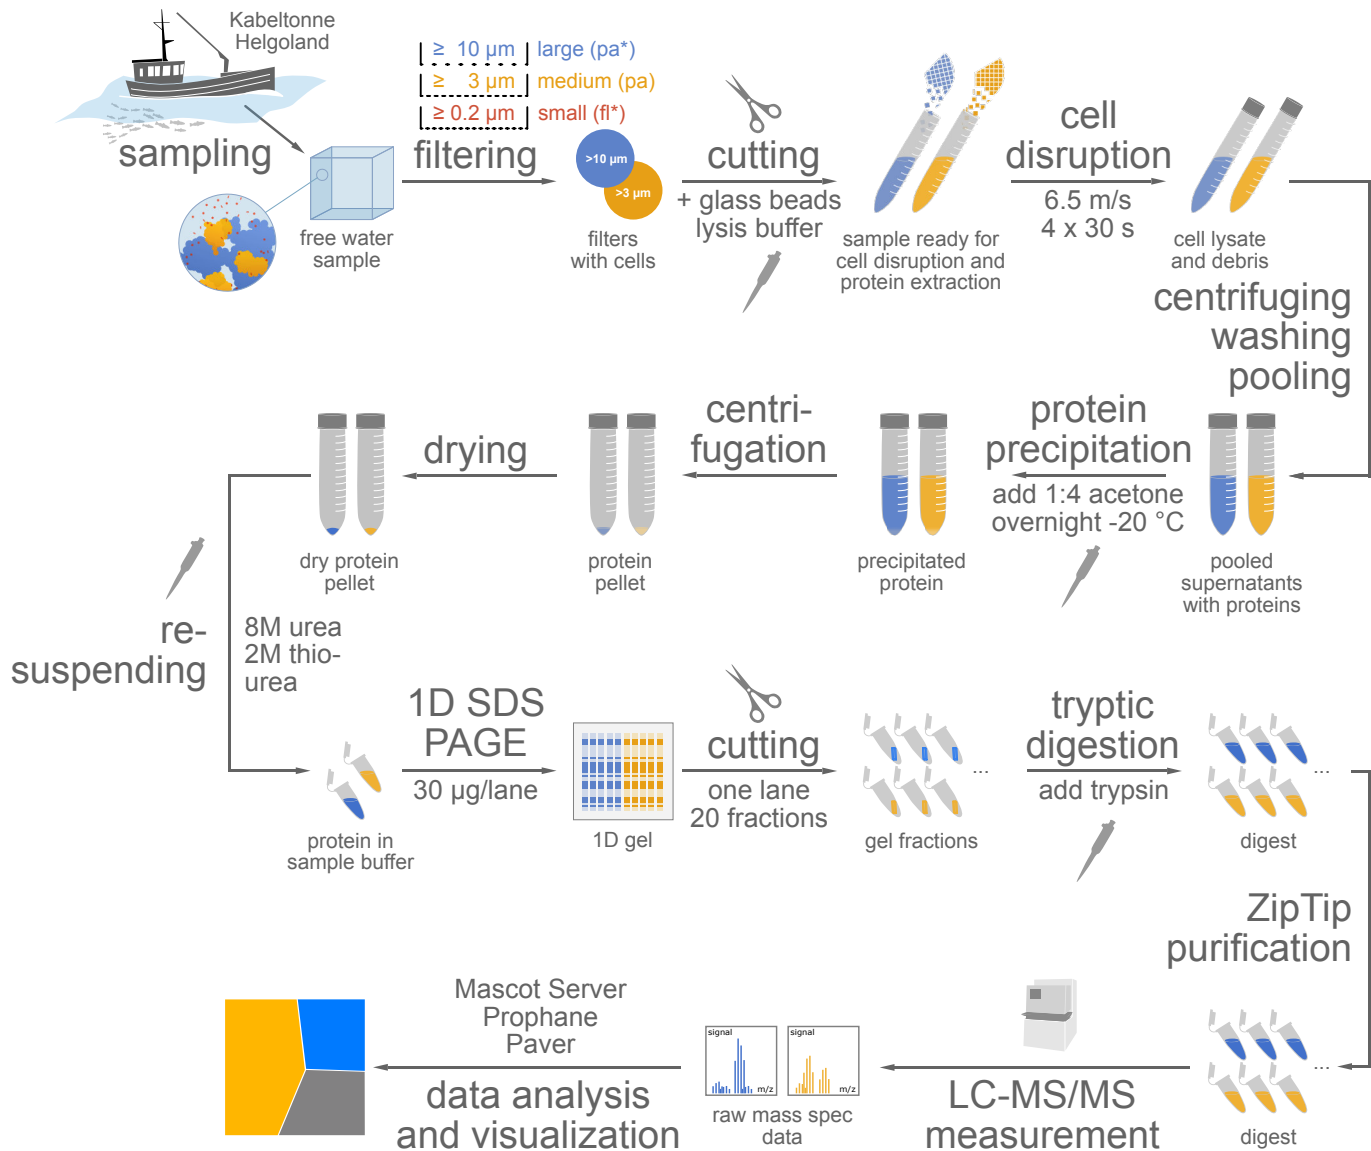 Kabeltonne
Helgoland
≥ 10 µm large (pa*)
≥ 3 µm medium (pa)
≥ 0.2 µm small (fl*)
sampling
free water
sample
filtering
>10 µm
>3 µm
filters
with cells
cutting
+ glass beads
lysis buffer
sample ready for
cell disruption and
protein extraction
cell
disruption
6.5 m/s
4 x 30 s
cell lysate
and debris
centrifuging
washing
pooling
pooled
supernatants
with proteins
protein
precipitation
add 1:4 acetone
overnight -20 °C
precipitated
protein
centri-
fugation
protein
pellet
drying
dry protein
pellet
re-
suspending
8M urea
2M thio-
urea
protein in
sample buffer
1D SDS
PAGE
30 µg/lane
1D gel
cutting
one lane
20 fractions
...
gel fractions
tryptic
digestion
add trypsin
...
digest
ZipTip
purification
...
digest
LC-MS/MS
measurement
signal
m/z
signal
m/z
raw mass spec
data
Mascot Server
Prophane
Paver
data analysis
and visualization